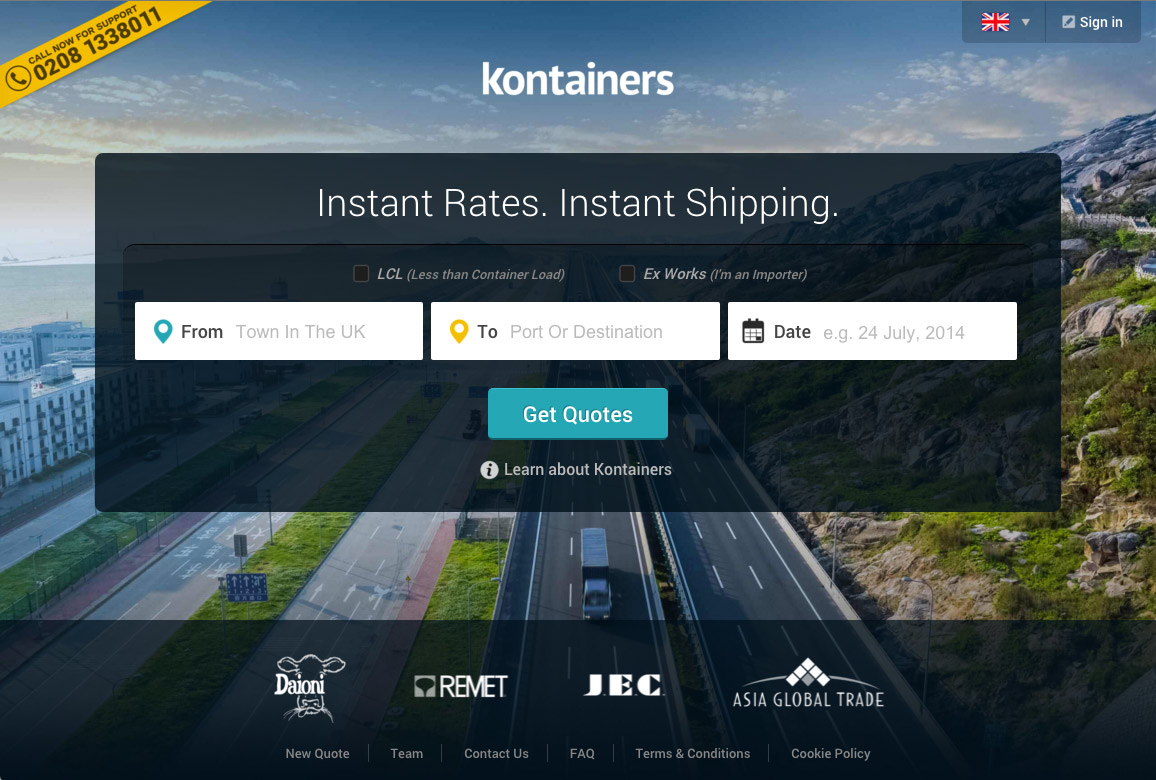 CALL NOW FOR SUPPORT
0208 1338011
Sign in
kontainers
Instant Rates. Instant Shipping.
LCL (Less than Container Load) Ex Works (I'm an Importer)
From Town In The UK To Port Or Destination Date e.g. 24 July, 2014
Get Quotes
i Learn about Kontainers
Daioni REMET J.E.C ASIA GLOBAL TRADE
New Quote Team Contact Us FAQ Terms & Conditions Cookie Policy